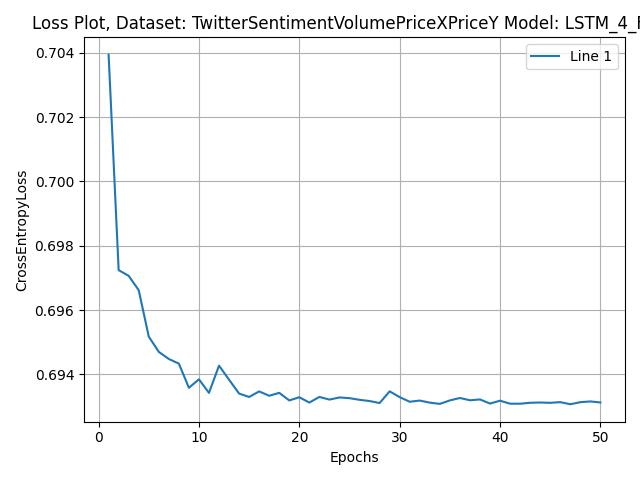 Loss Plot, Dataset: TwitterSentimentVolumePriceXPriceY Model: LSTM_4_
Line 1
0.704
0.702
0.700
0.698
0.696
0.694
CrossEntropyLoss
0 10 20 30 40 50
Epochs